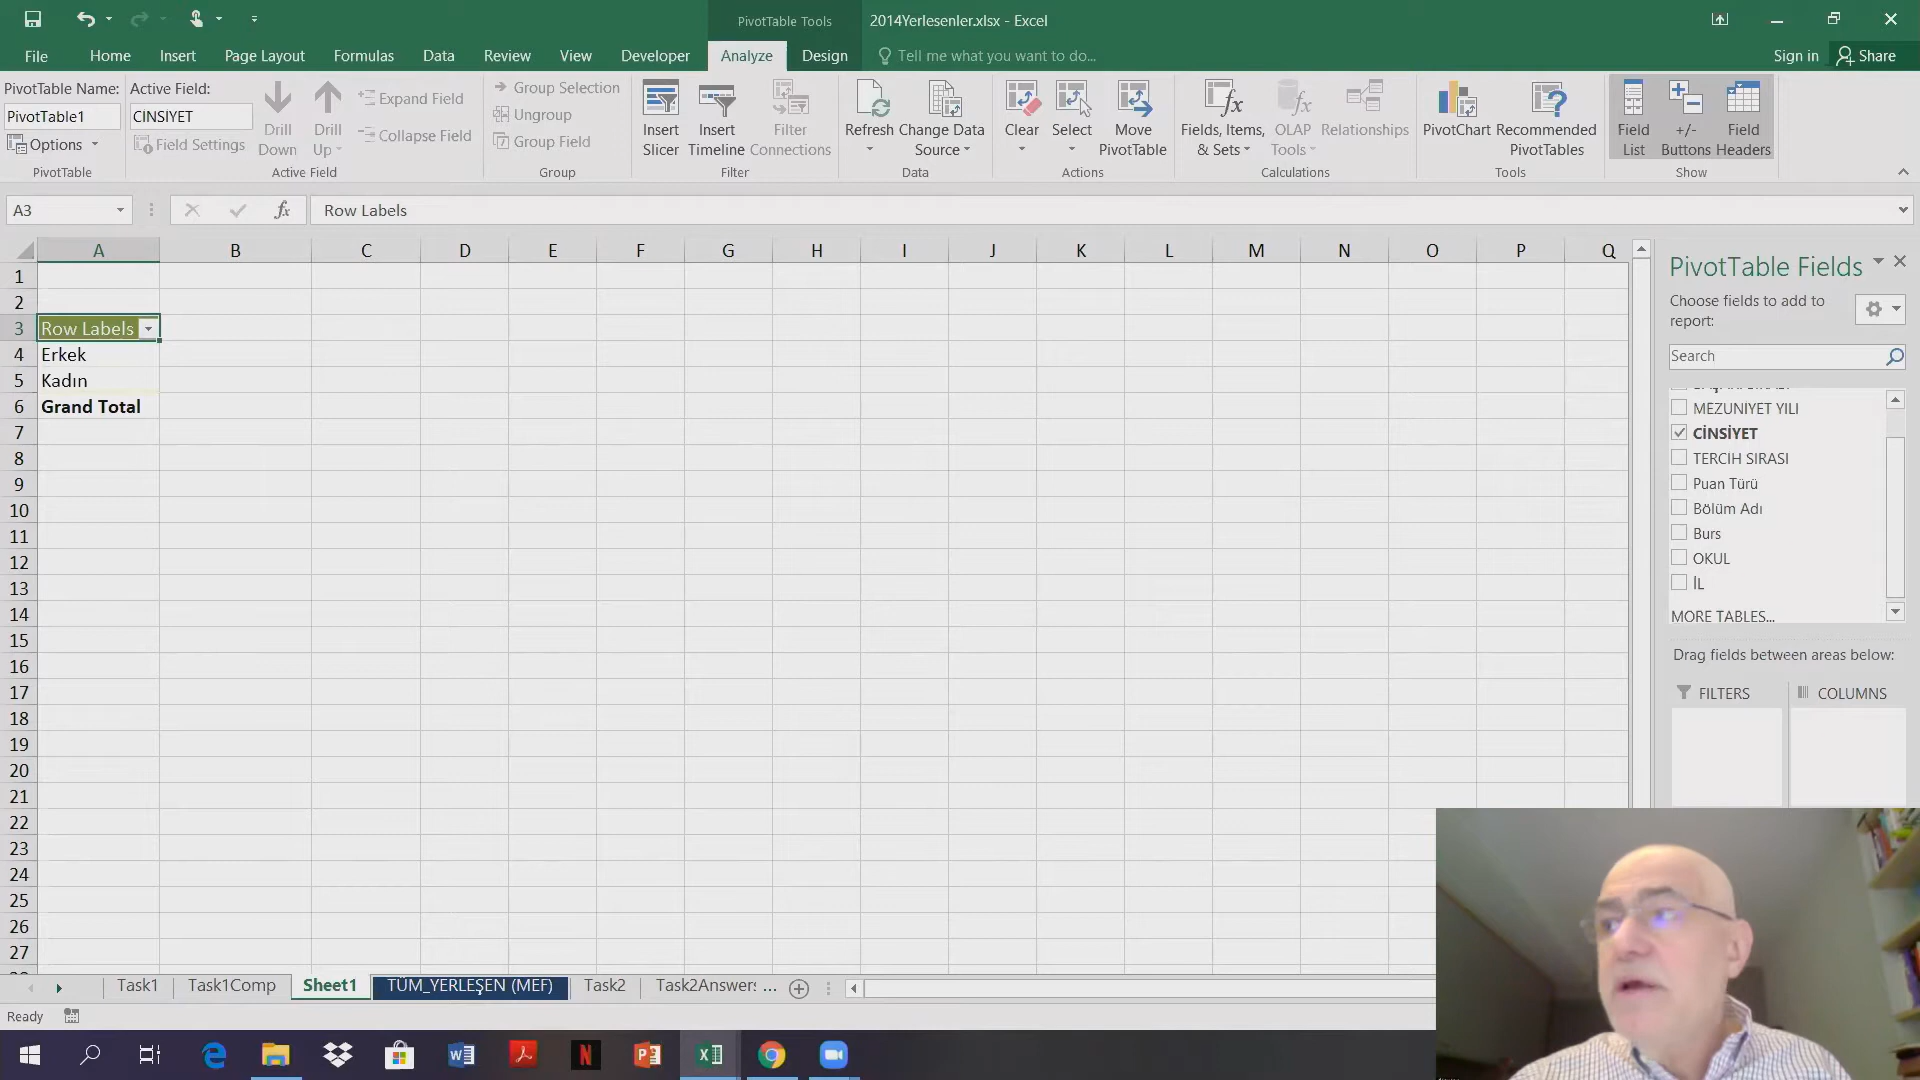 PivotTable Tools
2014Yerlesenler.xlsx - Excel
File Home Insert Page Layout Formulas Data Review View Developer Analyze Design Tell me what you want to do... Sign in Share
PivotTable Name:
PivotTable1
Options
PivotTable
Active Field:
CİNSİYET
Field Settings
Drill Down
Drill Up
Expand Field
Collapse Field
Active Field
Group Selection
Ungroup
Group Field
Group
Insert Slicer
Insert Timeline
Filter Connections
Filter
Refresh
Change Data Source
Data
Clear
Select
Move PivotTable
Actions
Fields, Items, & Sets
OLAP Tools
Relationships
Calculations
PivotChart
Recommended PivotTables
Tools
Field List
+/- Buttons
Field Headers
Show
A3
fx
Row Labels
A B C D E F G H I J K L M N O P Q
1
2
3 Row Labels
4 Erkek
5 Kadın
6 Grand Total
7
8
9
10
11
12
13
14
15
16
17
18
19
20
21
22
23
24
25
26
27
PivotTable Fields
Choose fields to add to report:
Search
MEZUNIYET YILI
CİNSİYET
TERCIH SIRASI
Puan Türü
Bölüm Adı
Burs
OKUL
İL
MORE TABLES...
Drag fields between areas below:
FILTERS
COLUMNS
Task1 Task1Comp Sheet1 TÜM_YERLEŞEN (MEF) Task2 Task2Answers ...
Ready